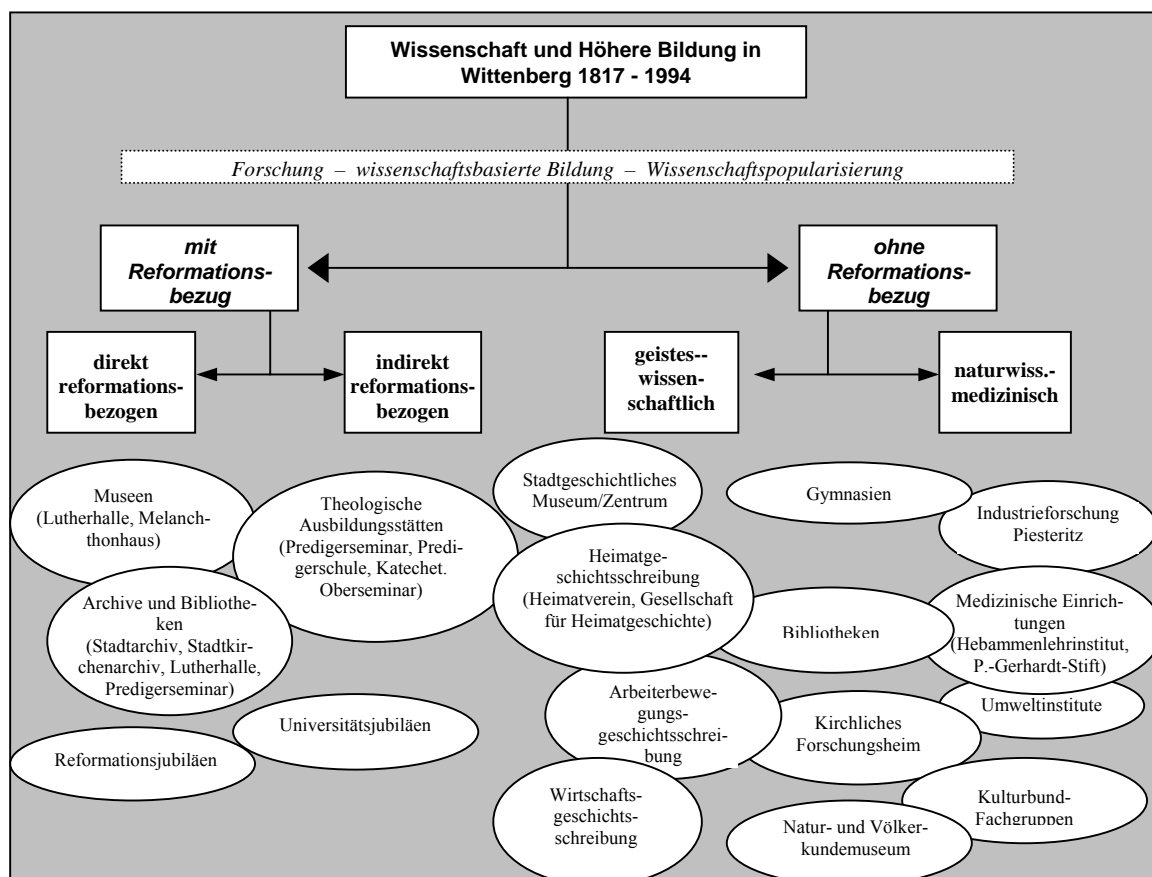 Wissenschaft und Höhere Bildung in
Wittenberg 1817 - 1994
Forschung – wissenschaftsbasierte Bildung – Wissenschaftspopularisierung
mit
Reformations-
bezug
ohne
Reformations-
bezug
direkt
reformations-
bezogen
indirekt
reformations-
bezogen
geistes--
wissen-
schaftlich
naturwiss.-
medizinisch
Museen
(Lutherhalle, Melanch-
thonhaus)
Archive und Bibliothe-
ken
(Stadtarchiv, Stadtkir-
chenarchiv, Lutherhalle,
Predigerseminar)
Reformationsjubiläen
Theologische
Ausbildungsstätten
(Predigerseminar, Predi-
gerschule, Katechet.
Oberseminar)
Universitätsjubiläen
Stadtgeschichtliches
Museum/Zentrum
Heimatge-
schichtsschreibung
(Heimatverein, Gesellschaft
für Heimatgeschichte)
Arbeiterbewe-
gungs-
geschichtsschrei-
bung
Wirtschafts-
geschichts-
schreibung
Gymnasien
Bibliotheken
Kirchliches
Forschungsheim
Natur- und Völker-
kundemuseum
Industrieforschung
Piesteritz
Medizinische Einrich-
tungen
(Hebammenlehrinstitut,
P.-Gerhardt-Stift)
Umweltinstitute
Kulturbund-
Fachgruppen